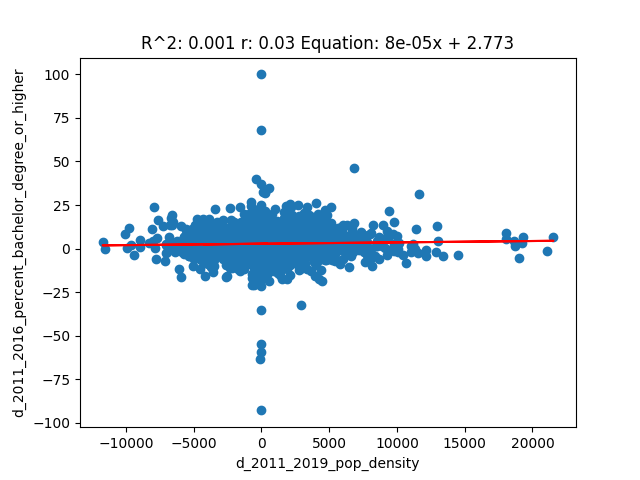 R^2: 0.001 r: 0.03 Equation: 8e-05x + 2.773
100
75
50
25
0
−25
−50
−75
−100
d_2011_2016_percent_bachelor_degree_or_higher
−10000 −5000 0 5000 10000 15000 20000
d_2011_2019_pop_density